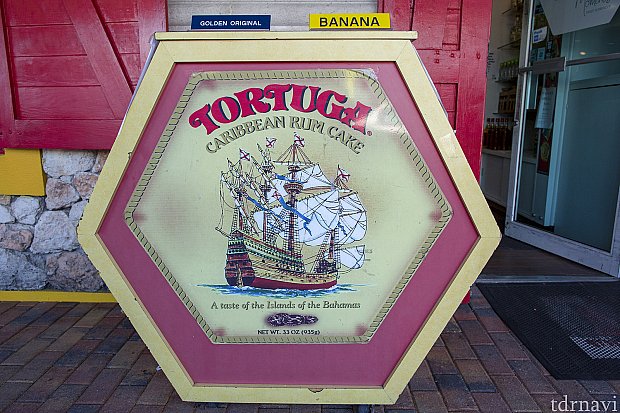 GOLDEN ORIGINAL
BANANA
TORTUGA®
CARIBBEAN RUM CAKE
A taste of the Islands of the Bahamas
NET WT. 33 OZ (935g)
tdrnavi